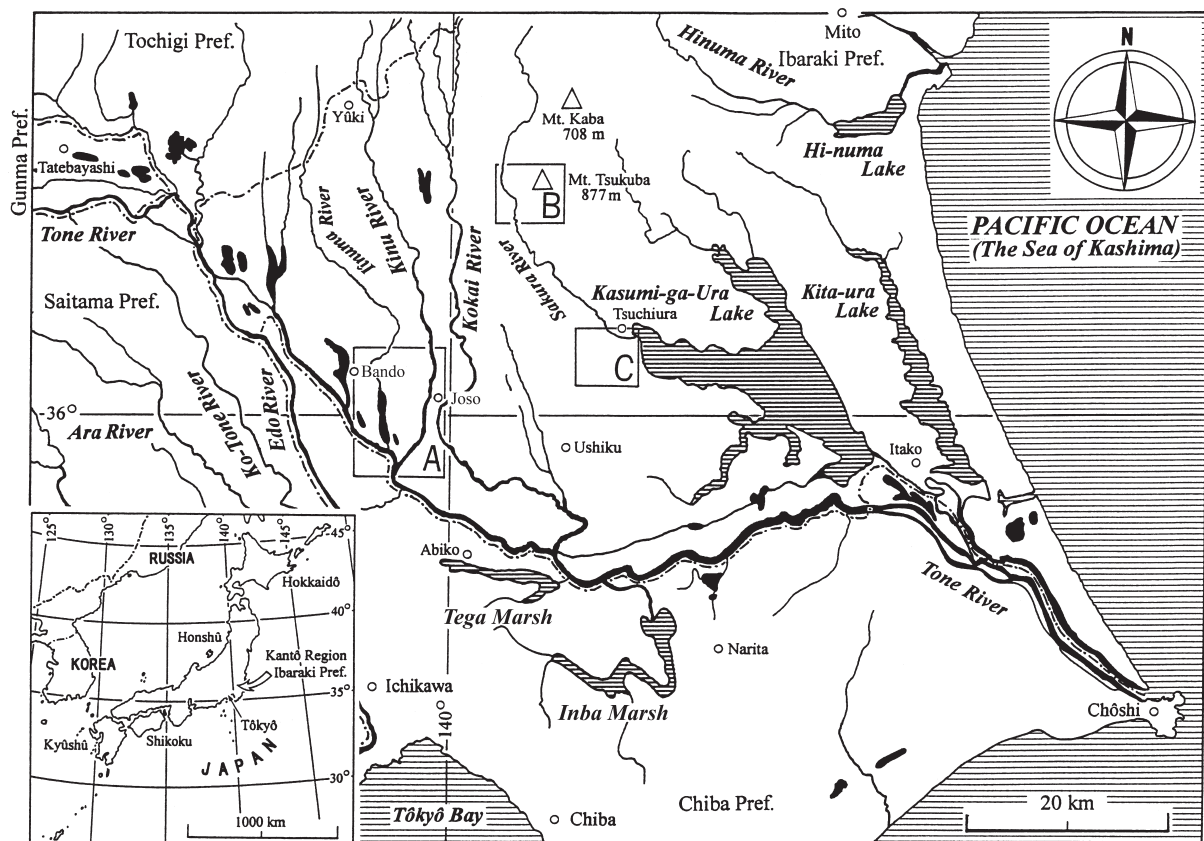 Tochigi Pref.
Mito
Hinuma River
Ibaraki Pref.
N
Gunma Pref.
Yûki
Mt. Kaba
708 m
Tatebayashi
Hi-numa
Lake
Mt. Tsukuba
877 m
B
Tone River
Iinuma River
Kinu River
Kokai River
Sakura River
PACIFIC OCEAN
(The Sea of Kashima)
Saitama Pref.
Kasumi-ga-Ura
Lake
Kita-ura
Lake
Tsuchiura
C
Bando
Joso
36°
Ara River
Ko-Tone River
Edo River
A
Ushiku
Itako
Abiko
Tega Marsh
Tone River
Narita
Inba Marsh
Ichikawa
140°
Chôshi
Tôkyô Bay
Chiba
Chiba Pref.
20 km
125°
130°
135°
140°
145°
45°
RUSSIA
Hokkaidô
40°
Honshû
KOREA
Kantô Region
Ibaraki Pref.
35°
Kyûshû
Shikoku
Tôkyô
JAPAN
30°
1000 km